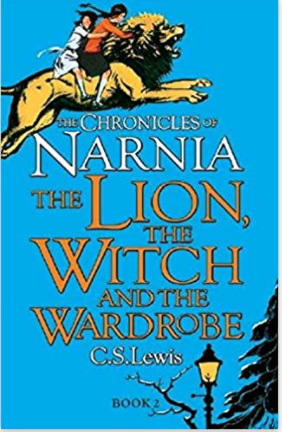 THE CHRONICLES OF
NARNIA
THE LION,
THE
WITCH
AND THE
WARDROBE
C.S.Lewis
BOOK 2